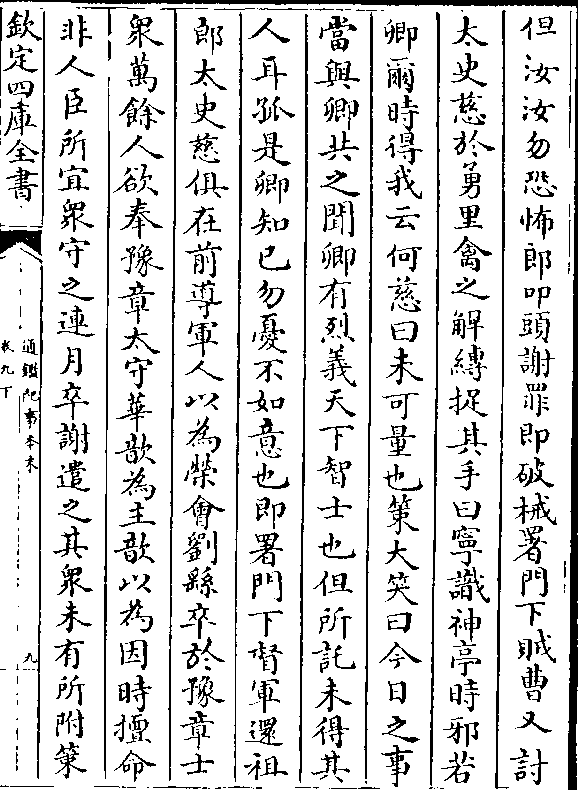 但汝汝勿恐怖郎叩頭謝罪即破械署門下賊曹又討
太史慈於勇里禽之解縛捉其手曰寧識神亭時邪若
卿爾時得我云何慈曰未可量也策大笑曰今日之事
當與卿共之聞卿有烈義天下智士也但所託未得其
人耳孤是卿知己勿憂不如意也即署門下督軍還祖
郎太史慈俱在前導軍人以為榮會劉繇卒於豫章士
衆萬餘人欲奉豫章太守華歆為主歆以為因時擅命
非人臣所宜衆守之連月卒謝遣之其衆未有所附策
欽定四庫全書
通鑑紀事本末
卷九下
九